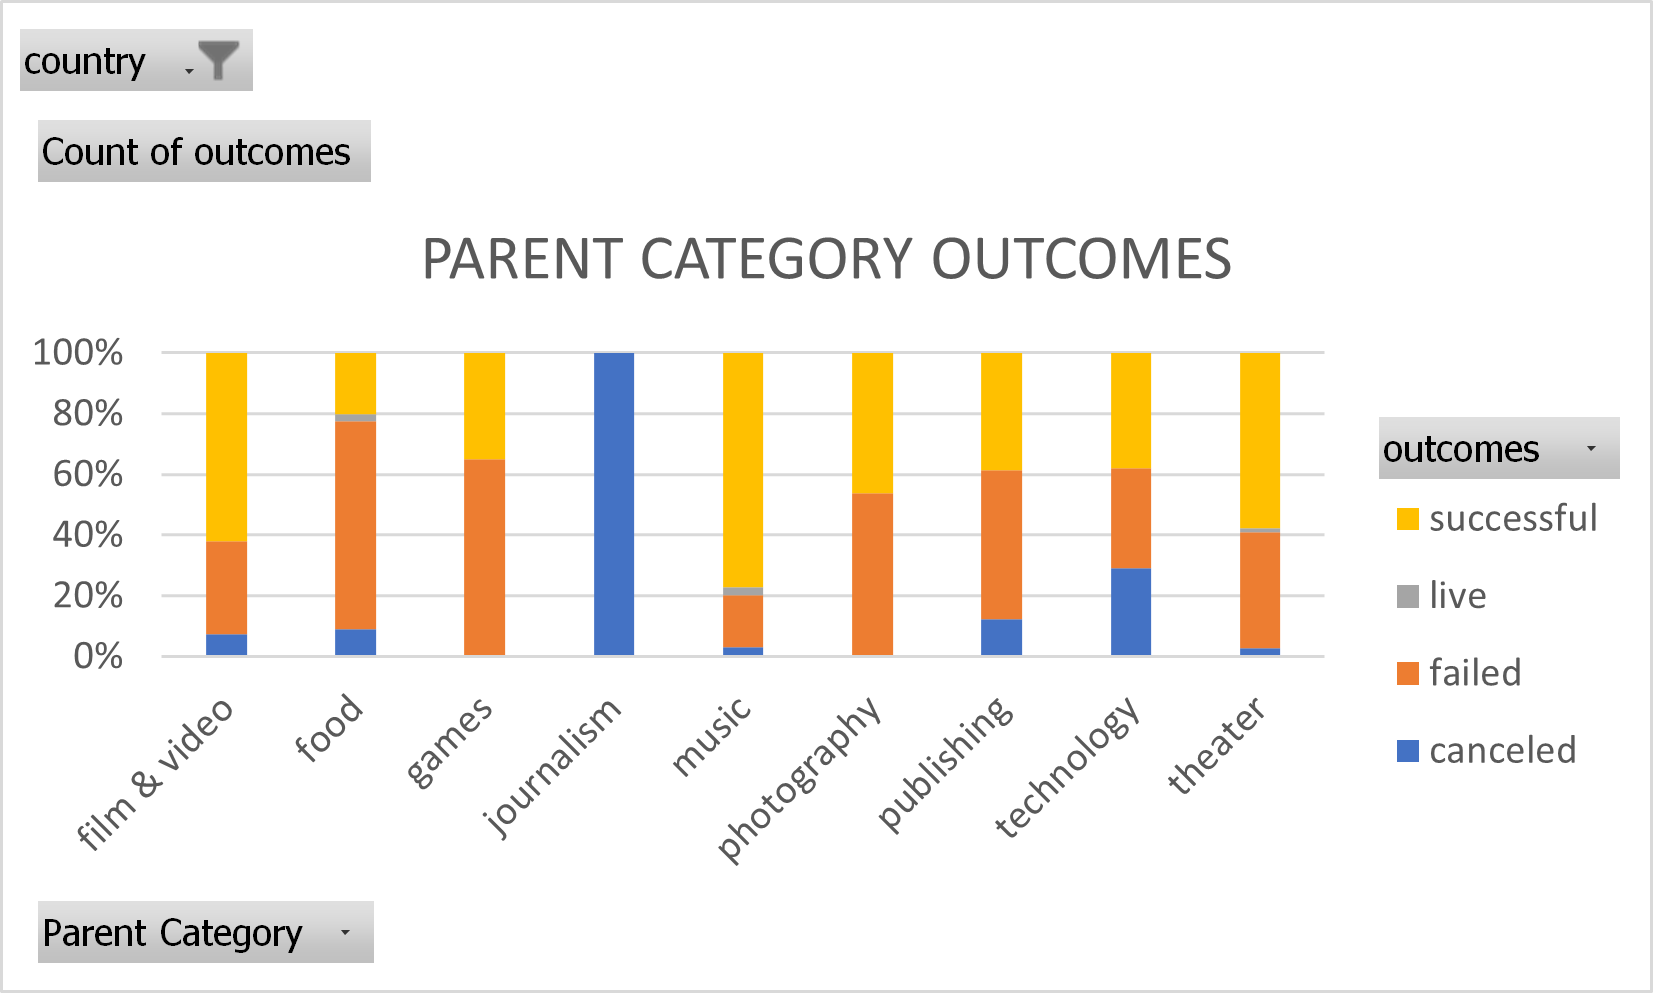 country
Count of outcomes
PARENT CATEGORY OUTCOMES
100%
80%
60%
40%
20%
0%
film & video
food
games
journalism
music
photography
publishing
technology
theater
outcomes
successful
live
failed
canceled
Parent Category